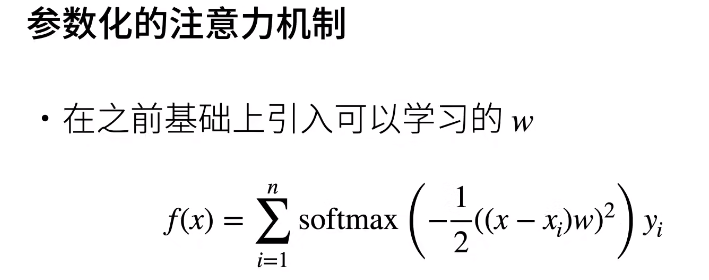 参数化的注意力机制
• 在之前基础上引入可以学习的 w
f(x) = \sum_{i=1}^{n} softmax \left( -\frac{1}{2} ((x - x_i)w)^2 \right) y_i